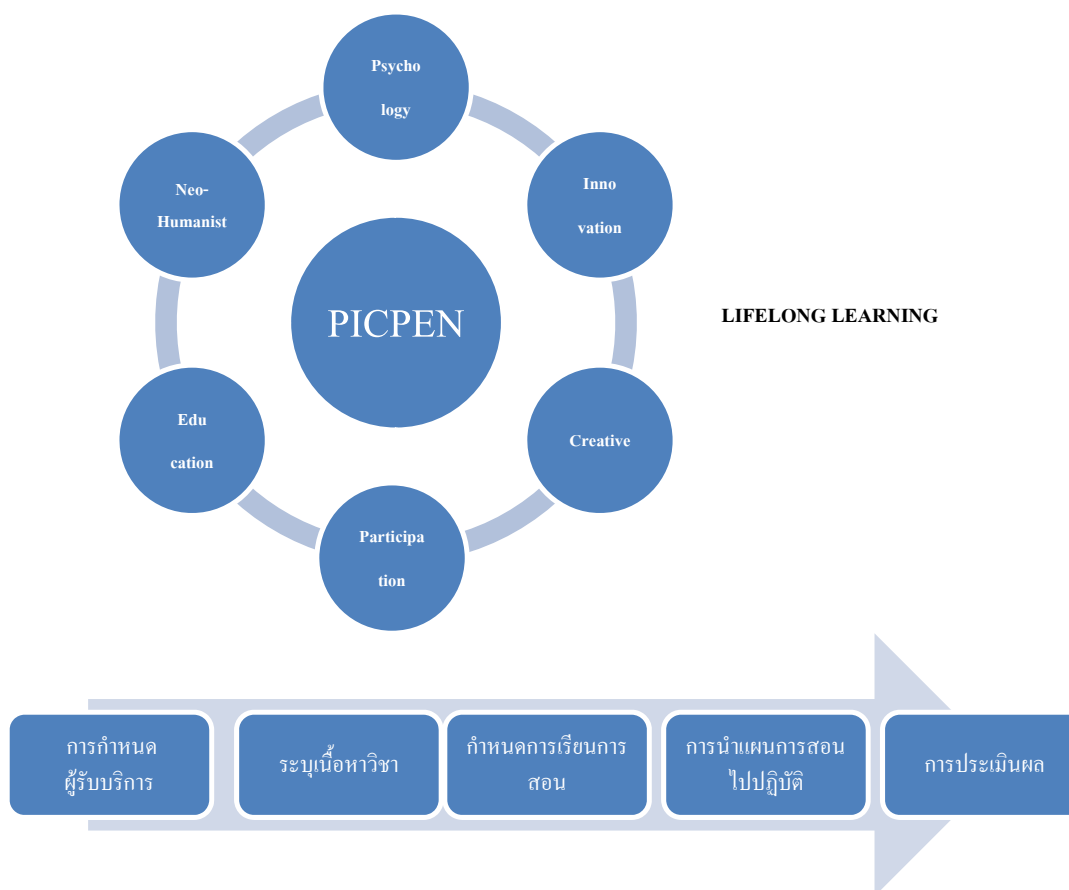 Psycho
logy
Inno
vation
Creative
Participa
tion
Edu
cation
Neo-
Humanist
PICPEN
LIFELONG LEARNING
การกำหนด
ผู้รับบริการ
ระบุเนื้อหาวิชา
กำหนดการเรียนการ
สอน
การนำแผนการสอน
ไปปฏิบัติ
การประเมินผล